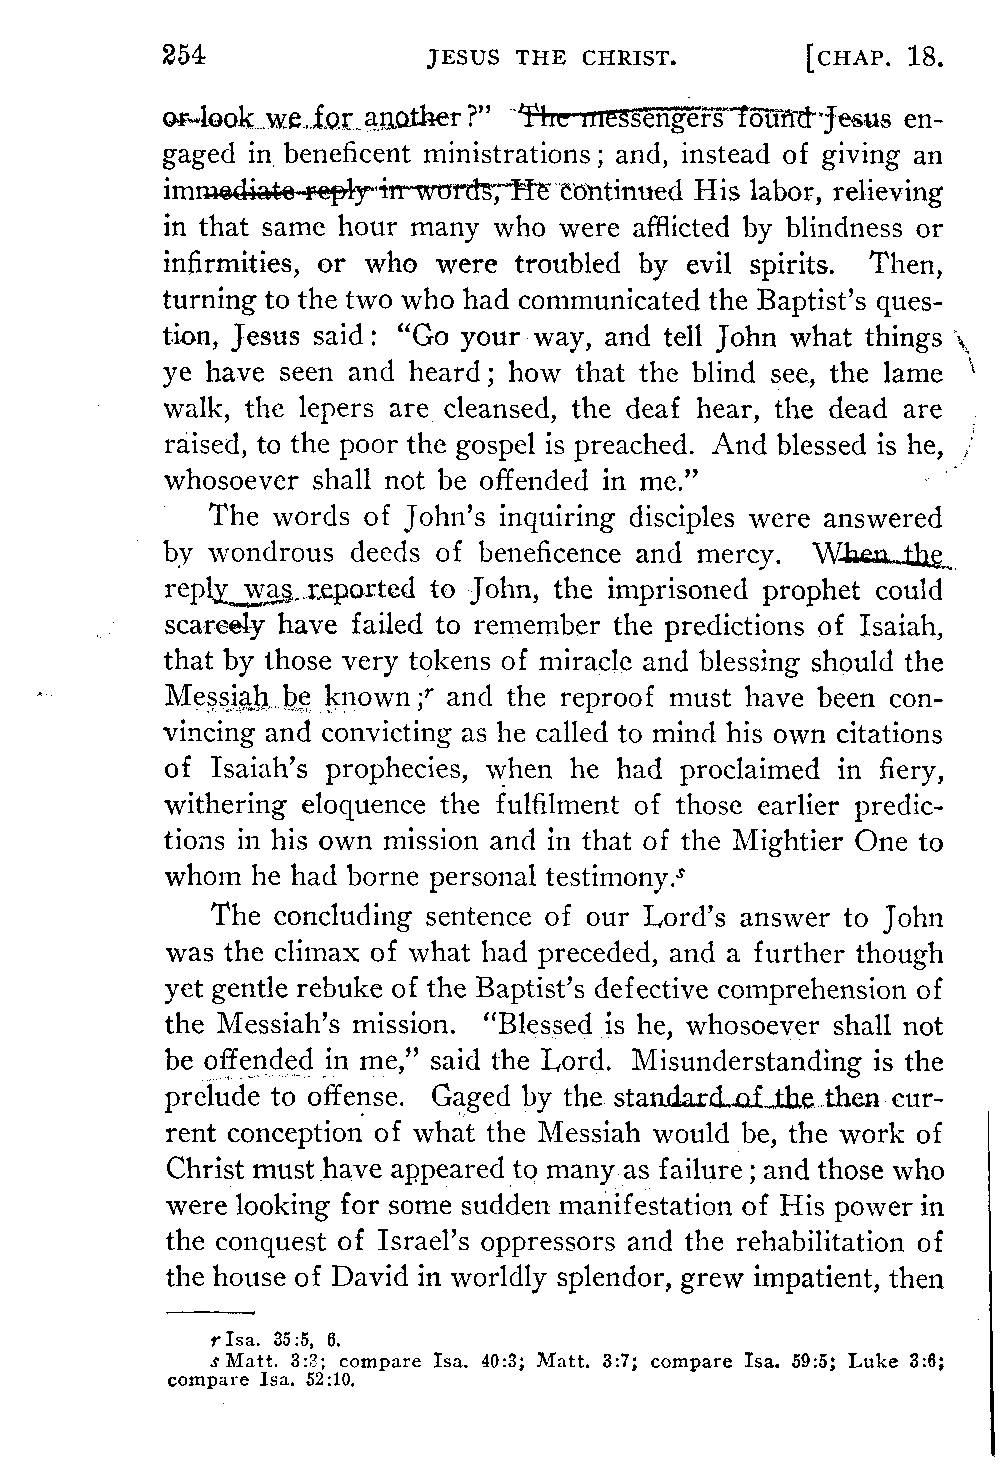 254 JESUS THE CHRIST. [CHAP. 18.
or look we for another?" The messengers found Jesus en-
gaged in beneficent ministrations; and, instead of giving an
immediate reply in words, He continued His labor, relieving
in that same hour many who were afflicted by blindness or
infirmities, or who were troubled by evil spirits. Then,
turning to the two who had communicated the Baptist's ques-
tion, Jesus said: "Go your way, and tell John what things
ye have seen and heard; how that the blind see, the lame
walk, the lepers are cleansed, the deaf hear, the dead are
raised, to the poor the gospel is preached. And blessed is he,
whosoever shall not be offended in me."
The words of John's inquiring disciples were answered
by wondrous deeds of beneficence and mercy. When the
reply was reported to John, the imprisoned prophet could
scarcely have failed to remember the predictions of Isaiah,
that by those very tokens of miracle and blessing should the
Messiah be known;r and the reproof must have been con-
vincing and convicting as he called to mind his own citations
of Isaiah's prophecies, when he had proclaimed in fiery,
withering eloquence the fulfilment of those earlier predic-
tions in his own mission and in that of the Mightier One to
whom he had borne personal testimony.s
The concluding sentence of our Lord's answer to John
was the climax of what had preceded, and a further though
yet gentle rebuke of the Baptist's defective comprehension of
the Messiah's mission. "Blessed is he, whosoever shall not
be offended in me," said the Lord. Misunderstanding is the
prelude to offense. Gaged by the standard of the then cur-
rent conception of what the Messiah would be, the work of
Christ must have appeared to many as failure; and those who
were looking for some sudden manifestation of His power in
the conquest of Israel's oppressors and the rehabilitation of
the house of David in worldly splendor, grew impatient, then
r Isa. 35:5, 6.
s Matt. 3:3; compare Isa. 40:3; Matt. 3:7; compare Isa. 59:5; Luke 3:6;
compare Isa. 52:10.